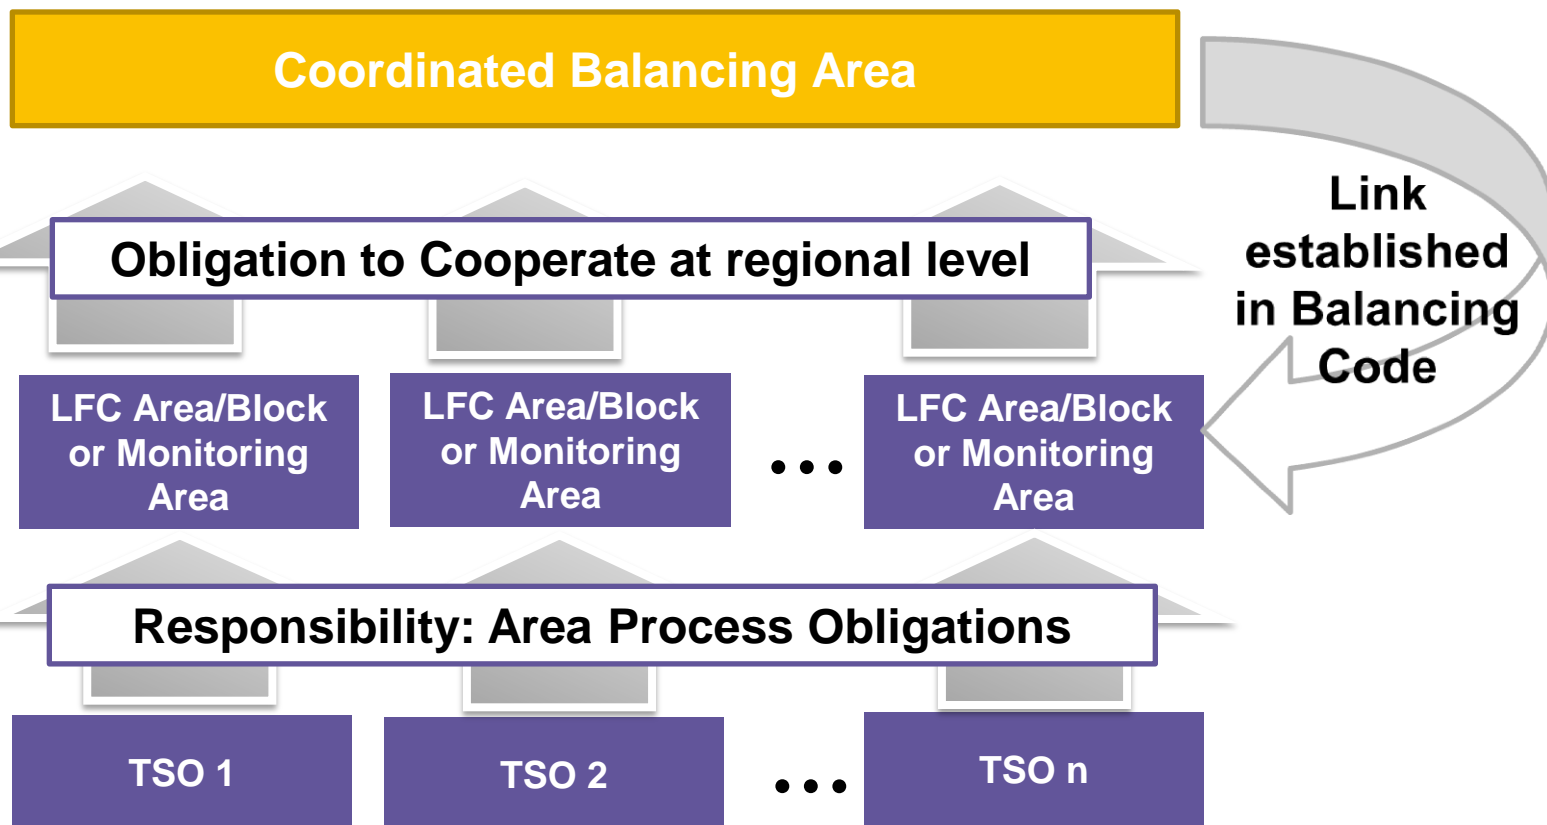 Coordinated Balancing Area
Link
established
in Balancing
Code
Obligation to Cooperate at regional level
LFC Area/Block
or Monitoring
Area
LFC Area/Block
or Monitoring
Area
...
LFC Area/Block
or Monitoring
Area
Responsibility: Area Process Obligations
TSO 1
TSO 2
...
TSO n